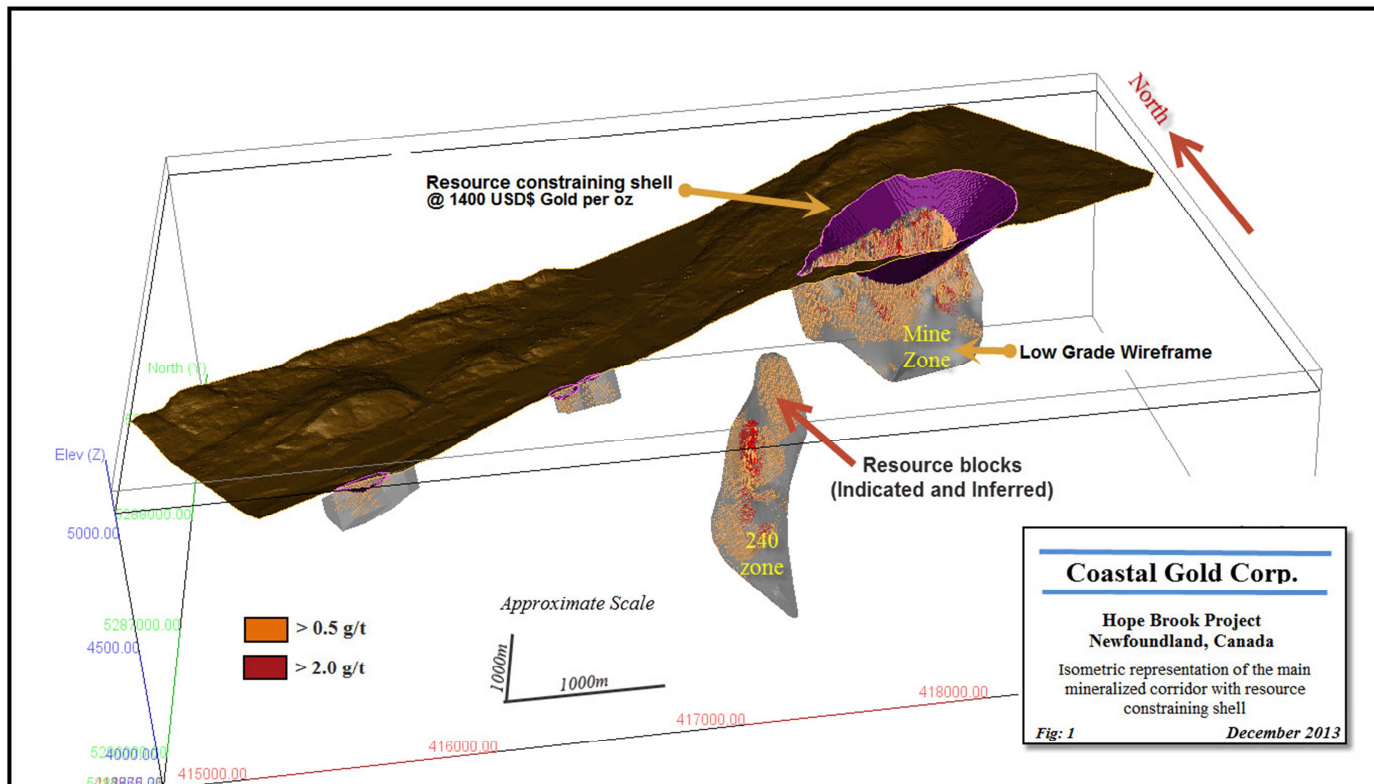 North
Resource constraining shell
@ 1400 USD$ Gold per oz
Mine
Zone
Low Grade Wireframe
North (Y)
Elev (Z)
Resource blocks
(Indicated and Inferred)
5288000.00
5000.00
240
zone
Approximate Scale
1000m
1000m
> 0.5 g/t
> 2.0 g/t
5287000.00
4500.00
418000.00
417000.00
416000.00
415000.00
4000.00
Coastal Gold Corp.
Hope Brook Project
Newfoundland, Canada
Isometric representation of the main
mineralized corridor with resource
constraining shell
Fig: 1
December 2013